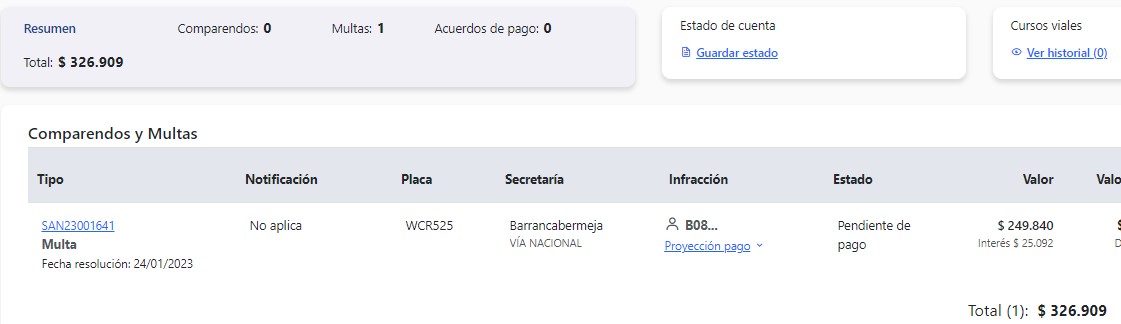 Resumen Comparendos: 0 Multas: 1 Acuerdos de pago: 0
Total: $ 326.909
Estado de cuenta
Guardar estado
Cursos viales
Ver historial (0)
Comparendos y Multas
Tipo Notificación Placa Secretaría Infracción Estado Valor
SAN23001641 No aplica WCR525 Barrancabermeja B08... Pendiente de pago $ 249.840
Multa VÍA NACIONAL Proyección pago Interés $ 25.092
Fecha resolución: 24/01/2023
Total (1): $ 326.909